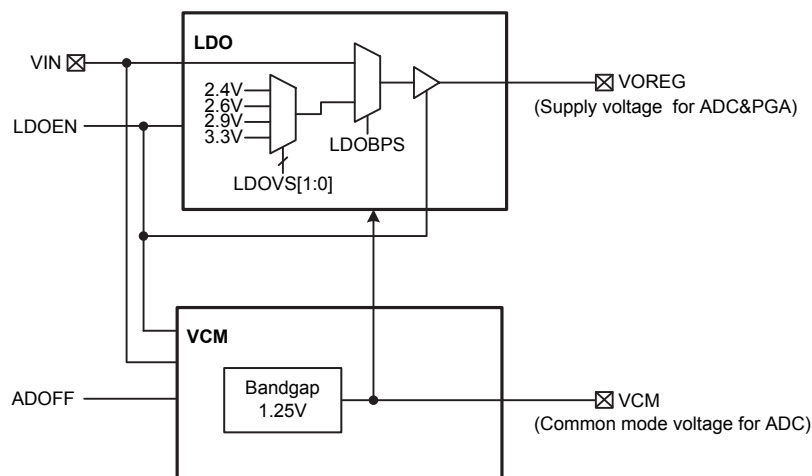 LDO
VIN
VOREG
(Supply voltage for ADC&PGA)
2.4V
2.6V
2.9V
3.3V
LDOEN
LDOBPS
LDOVS[1:0]
VCM
ADOFF
Bandgap
1.25V
VCM
(Common mode voltage for ADC)